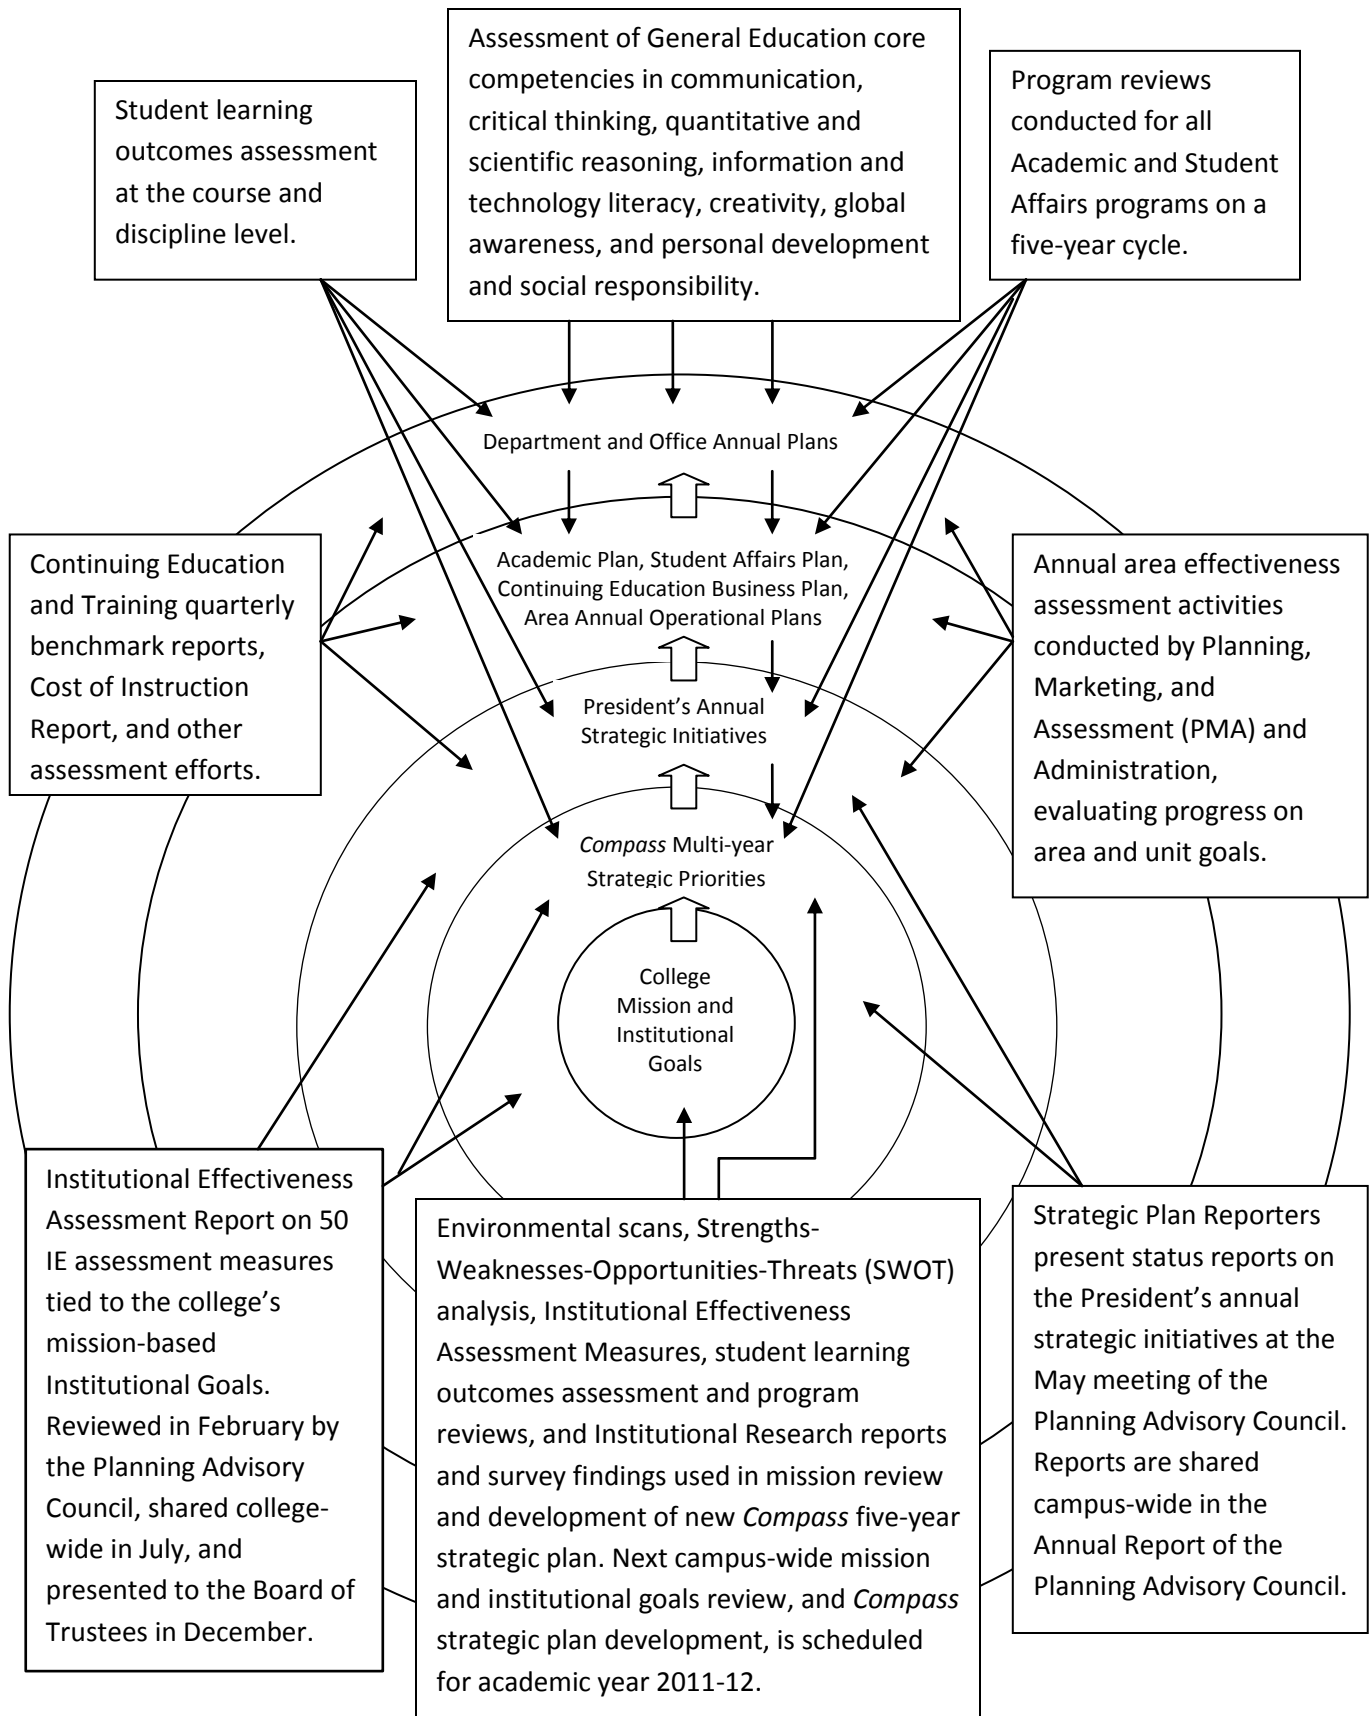 Assessment of General Education core
competencies in communication,
critical thinking, quantitative and
scientific reasoning, information and
technology literacy, creativity, global
awareness, and personal development
and social responsibility.
Student learning
outcomes assessment
at the course and
discipline level.
Program reviews
conducted for all
Academic and Student
Affairs programs on a
five-year cycle.
Department and Office Annual Plans
Academic Plan, Student Affairs Plan,
Continuing Education Business Plan,
Area Annual Operational Plans
President’s Annual
Strategic Initiatives
Compass Multi-year
Strategic Priorities
College
Mission and
Institutional
Goals
Continuing Education
and Training quarterly
benchmark reports,
Cost of Instruction
Report, and other
assessment efforts.
Annual area effectiveness
assessment activities
conducted by Planning,
Marketing, and
Assessment (PMA) and
Administration,
evaluating progress on
area and unit goals.
Institutional Effectiveness
Assessment Report on 50
IE assessment measures
tied to the college’s
mission-based
Institutional Goals.
Reviewed in February by
the Planning Advisory
Council, shared college-
wide in July, and
presented to the Board of
Trustees in December.
Environmental scans, Strengths-
Weaknesses-Opportunities-Threats (SWOT)
analysis, Institutional Effectiveness
Assessment Measures, student learning
outcomes assessment and program
reviews, and Institutional Research reports
and survey findings used in mission review
and development of new Compass five-year
strategic plan. Next campus-wide mission
and institutional goals review, and Compass
strategic plan development, is scheduled
for academic year 2011-12.
Strategic Plan Reporters
present status reports on
the President’s annual
strategic initiatives at the
May meeting of the
Planning Advisory Council.
Reports are shared
campus-wide in the
Annual Report of the
Planning Advisory Council.